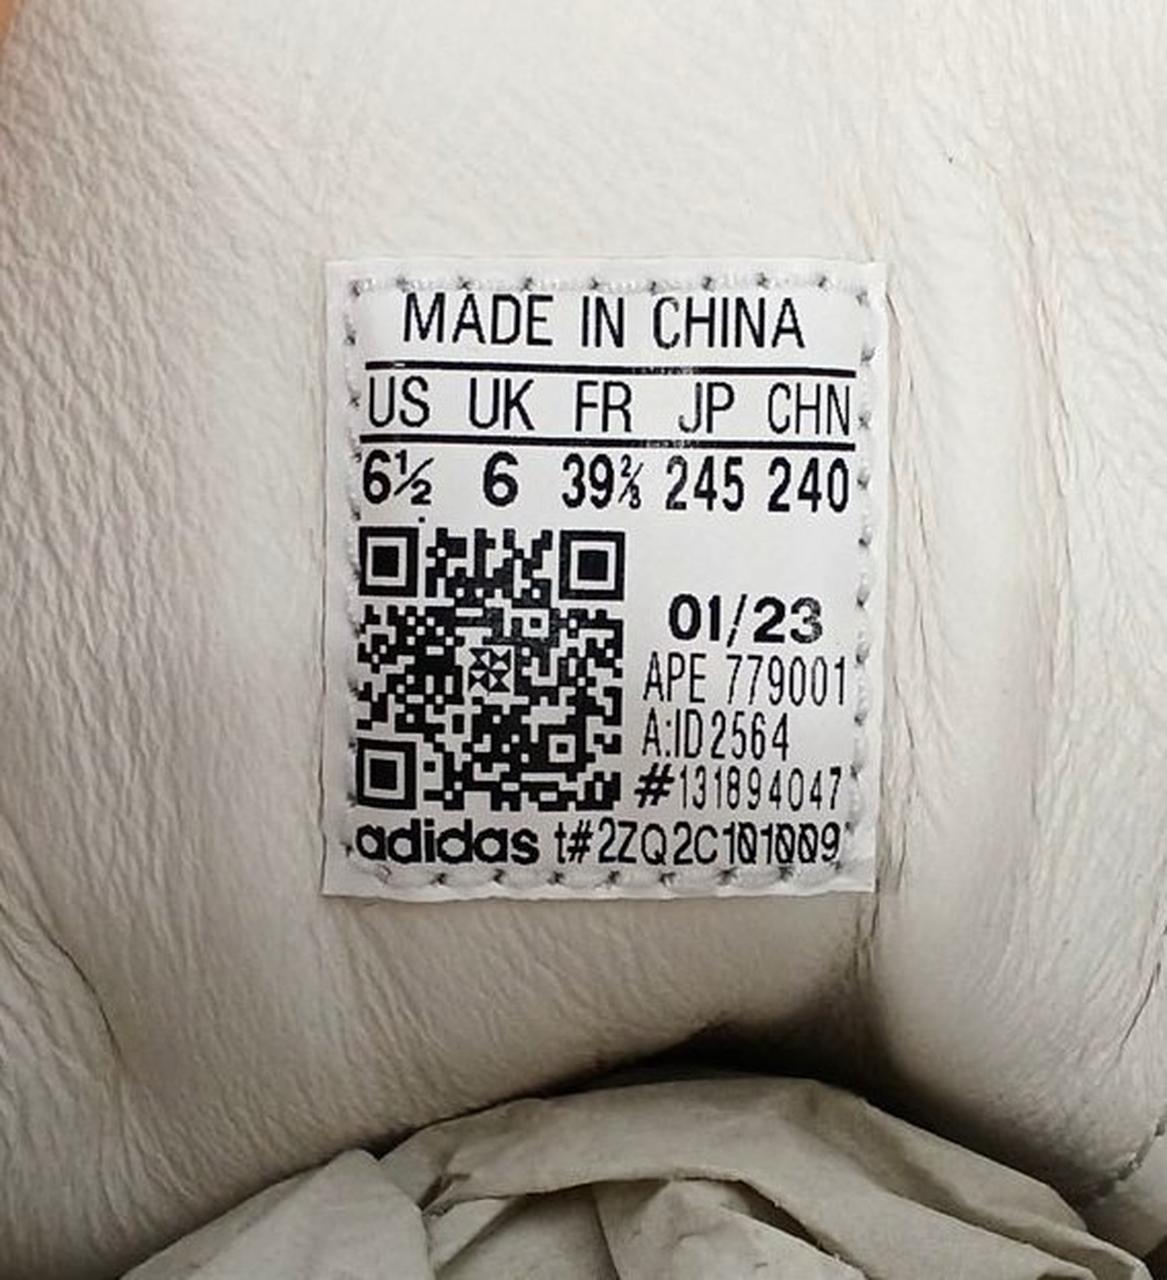 MADE IN CHINA
US UK FR JP CHN
6½ 6 39⅔ 245 240
01/23
APE 779001
A:ID2564
#131894047
adidas t#2ZQ2C101009